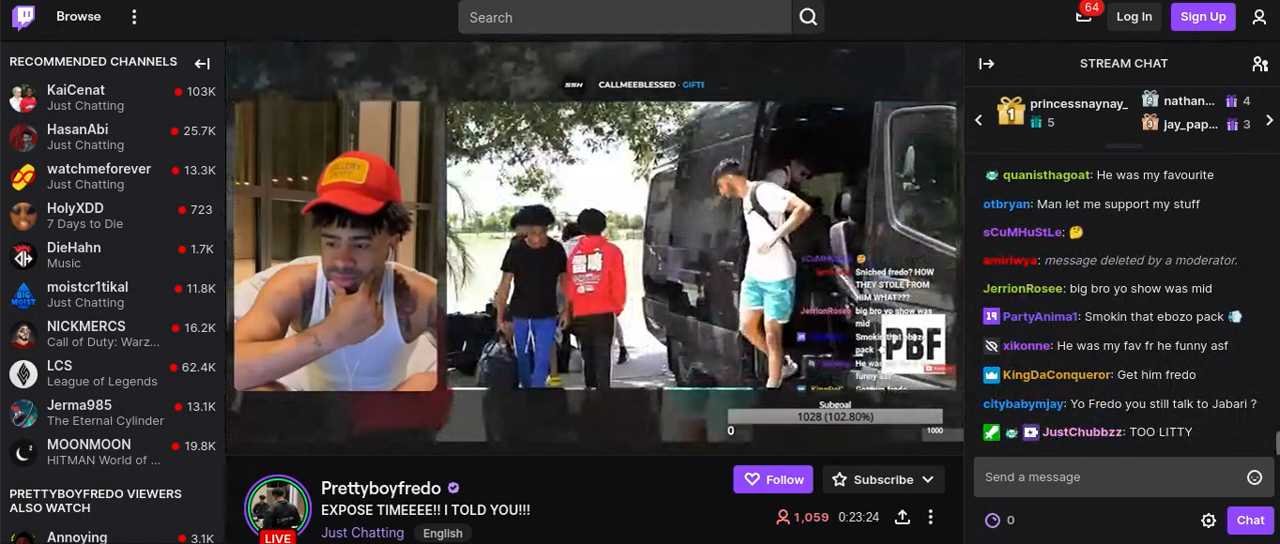 Browse
Search
64
Log In
Sign Up
RECOMMENDED CHANNELS
KaiCenat
Just Chatting
103K
HasanAbi
Just Chatting
25.7K
watchmeforever
Just Chatting
13.3K
HolyXDD
7 Days to Die
723
DieHahn
Music
1.7K
moistcr1tikal
Just Chatting
11.8K
NICKMERCS
Call of Duty: Warz...
16.2K
LCS
League of Legends
62.4K
Jerma985
The Eternal Cylinder
13.1K
MOONMOON
HITMAN World of ...
19.8K
PRETTYBOYFREDO VIEWERS
ALSO WATCH
Annoying
3.1K
CALLMEEBLESSED - GIFTE
sCuMHuS
Sniched fredo? HOW
THEY STOLE FROM
HIM WHAT???
JerrionRosee: big bro yo show was
mid
Smokin that ebozo
pack
He was
funny asf
PBF
Subgoal
1028 (102.80%)
0
1000
Prettyboyfredo
EXPOSE TIMEEEE!! I TOLD YOU!!!
Just Chatting
English
LIVE
Follow
Subscribe
1,059
0:23:24
STREAM CHAT
1
princessnaynay_
5
nathan...
4
jay_pap...
3
quanisthagoat: He was my favourite
otbryan: Man let me support my stuff
sCuMHuStLe:
amiriwya: message deleted by a moderator.
JerrionRosee: big bro yo show was mid
PartyAnima1: Smokin that ebozo pack
xikonne: He was my fav fr he funny asf
KingDaConqueror: Get him fredo
citybabymjay: Yo Fredo you still talk to Jabari ?
JustChubbzz: TOO LITTY
Send a message
0
Chat